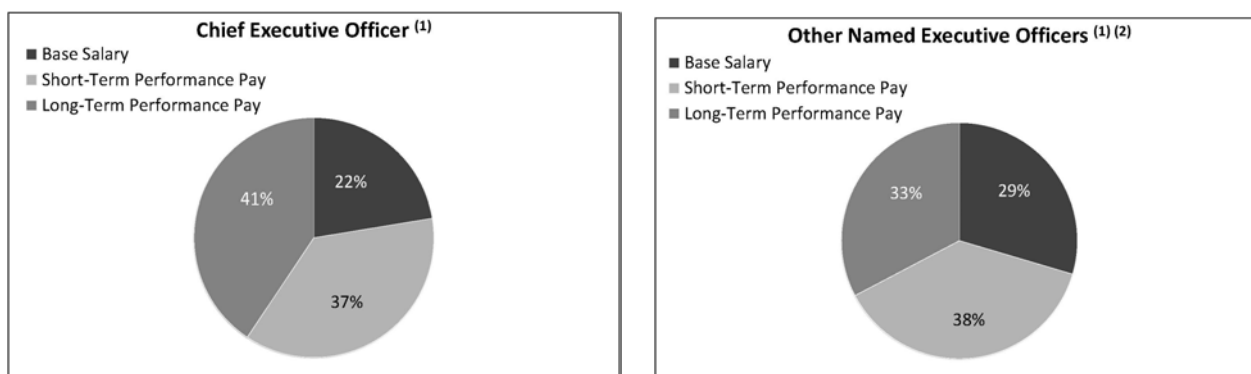 Chief Executive Officer (1)
Base Salary
Short-Term Performance Pay
Long-Term Performance Pay
41%
22%
37%
Other Named Executive Officers (1) (2)
Base Salary
Short-Term Performance Pay
Long-Term Performance Pay
33%
29%
38%